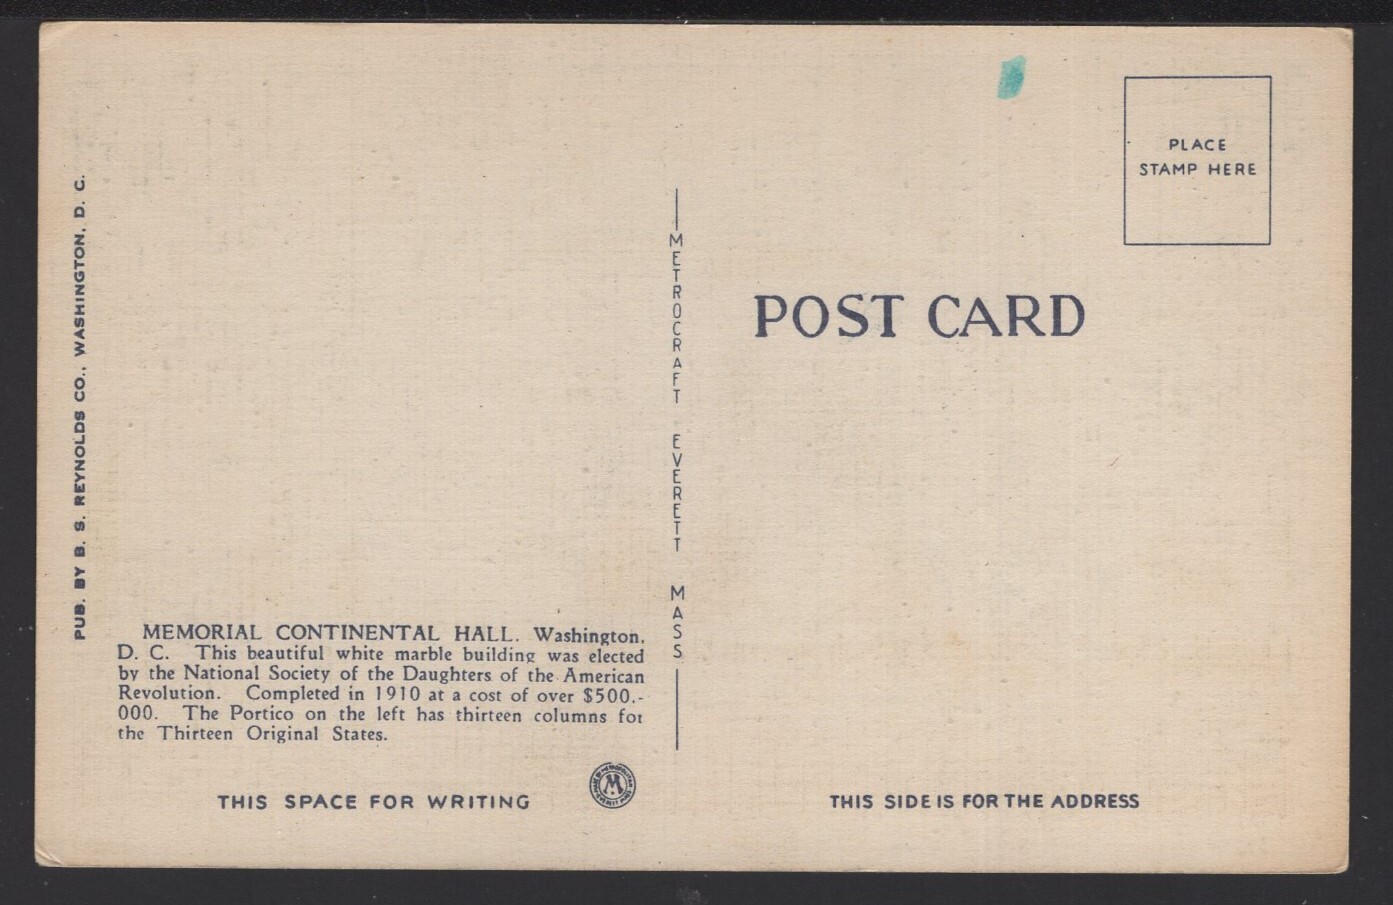 PLACE
STAMP HERE
PUB. BY B. S. REYNOLDS CO., WASHINGTON, D. C.
METROCRAFT EVERETT MASS
POST CARD
MEMORIAL CONTINENTAL HALL. Washington,
D. C. This beautiful white marble building was elected
by the National Society of the Daughters of the American
Revolution. Completed in 1910 at a cost of over $500,-
000. The Portico on the left has thirteen columns for
the Thirteen Original States.
M
THIS SPACE FOR WRITING
THIS SIDE IS FOR THE ADDRESS